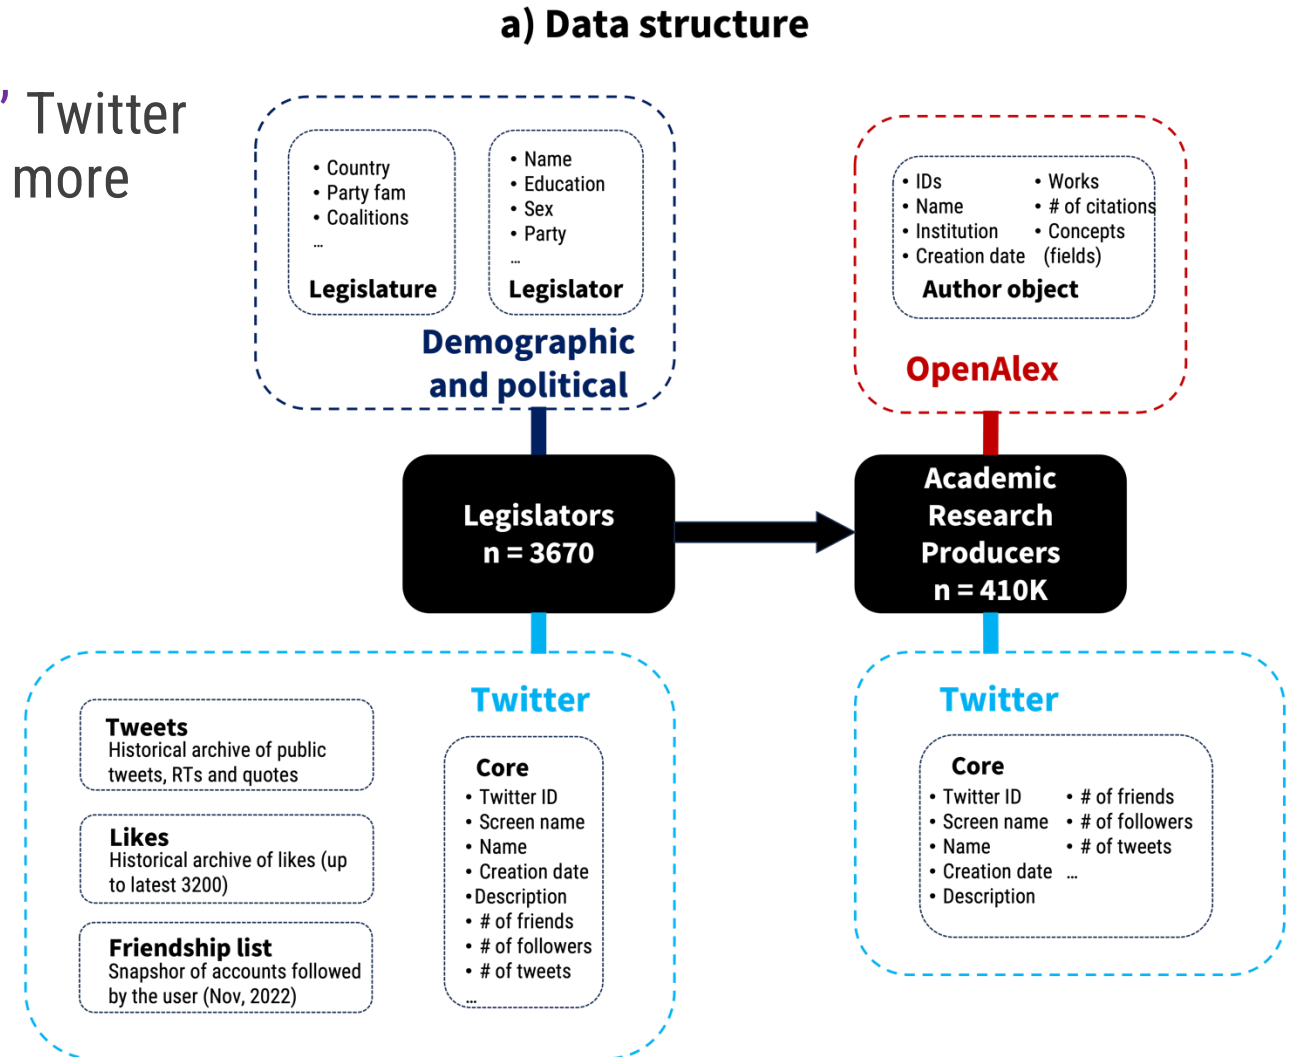 a) Data structure
’ Twitter
more
• Country
• Party fam
• Coalitions
…
Legislature
• Name
• Education
• Sex
• Party
…
Legislator
Demographic
and political
• IDs
• Name
• Institution
• Creation date
• Works
• # of citations
• Concepts
(fields)
Author object
OpenAlex
Legislators
n = 3670
Academic
Research
Producers
n = 410K
Tweets
Historical archive of public
tweets, RTs and quotes
Likes
Historical archive of likes (up
to latest 3200)
Friendship list
Snapshor of accounts followed
by the user (Nov, 2022)
Twitter
Core
• Twitter ID
• Screen name
• Name
• Creation date
•Description
• # of friends
• # of followers
• # of tweets
…
Twitter
Core
• Twitter ID
• Screen name
• Name
• Creation date
• Description
• # of friends
• # of followers
• # of tweets
…